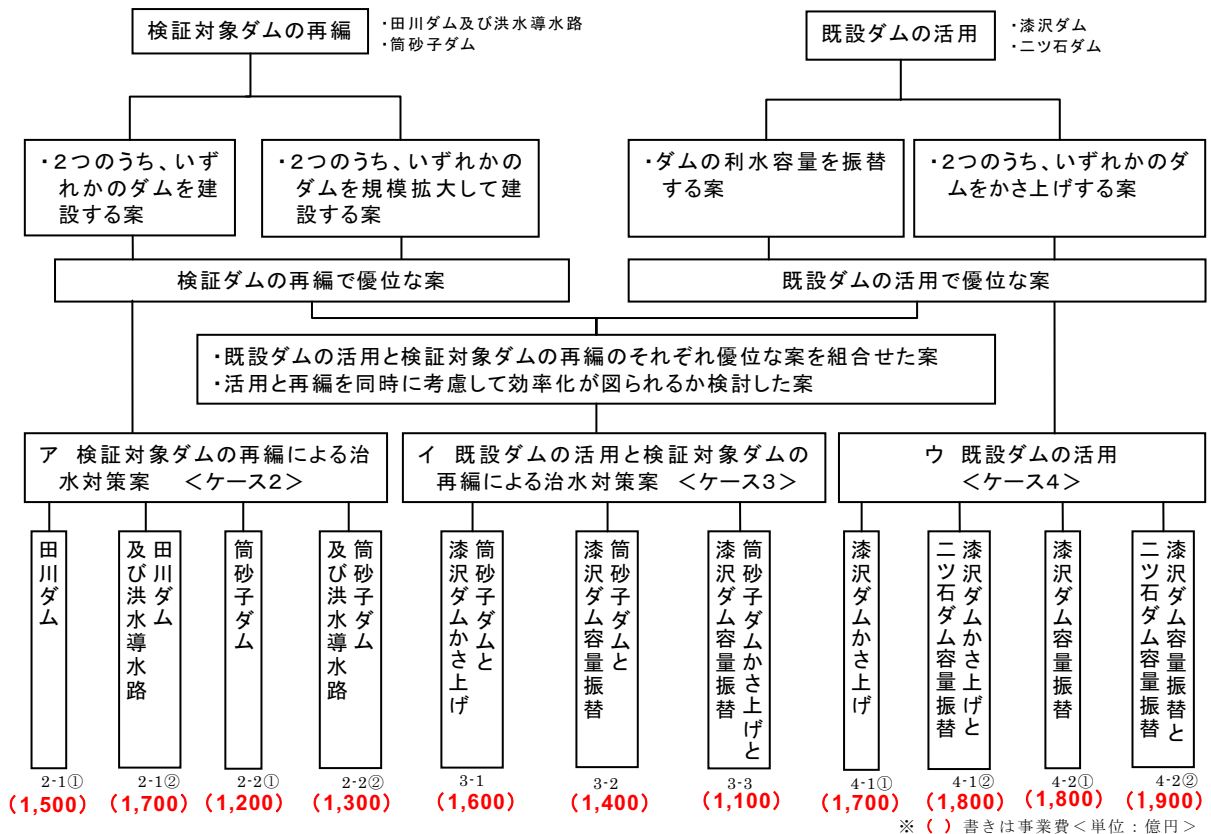 検証対象ダムの再編
・田川ダム及び洪水導水路
・筒砂子ダム
既設ダムの活用
・漆沢ダム
・二ツ石ダム
・2つのうち、いず
れかのダムを建
設する案
・2つのうち、いずれかの
ダムを規模拡大して建
設する案
・ダムの利水容量を振替
する案
・2つのうち、いずれかのダ
ムをかさ上げする案
検証ダムの再編で優位な案
既設ダムの活用で優位な案
・既設ダムの活用と検証対象ダムの再編のそれぞれ優位な案を組合せた案
・活用と再編を同時に考慮して効率化が図られるか検討した案
ア 検証対象ダムの再編による治
水対策案 <ケース2>
イ 既設ダムの活用と検証対象ダムの
再編による治水対策案 <ケース3>
ウ 既設ダムの活用
<ケース4>
田川ダム
田川ダム
及び洪水導水路
筒砂子ダム
筒砂子ダム
及び洪水導水路
筒砂子ダムと
漆沢ダムかさ上げ
筒砂子ダムと
漆沢ダム容量振替
筒砂子ダムかさ上げと
漆沢ダム容量振替
漆沢ダムかさ上げ
漆沢ダムかさ上げと
二ツ石ダム容量振替
漆沢ダム容量振替
漆沢ダム容量振替と
二ツ石ダム容量振替
2-1①
2-1②
2-2①
2-2②
3-1
3-2
3-3
4-1①
4-1②
4-2①
4-2②
(1,500)
(1,700)
(1,200)
(1,300)
(1,600)
(1,400)
(1,100)
(1,700)
(1,800)
(1,800)
(1,900)
※( )書きは事業費<単位:億円>